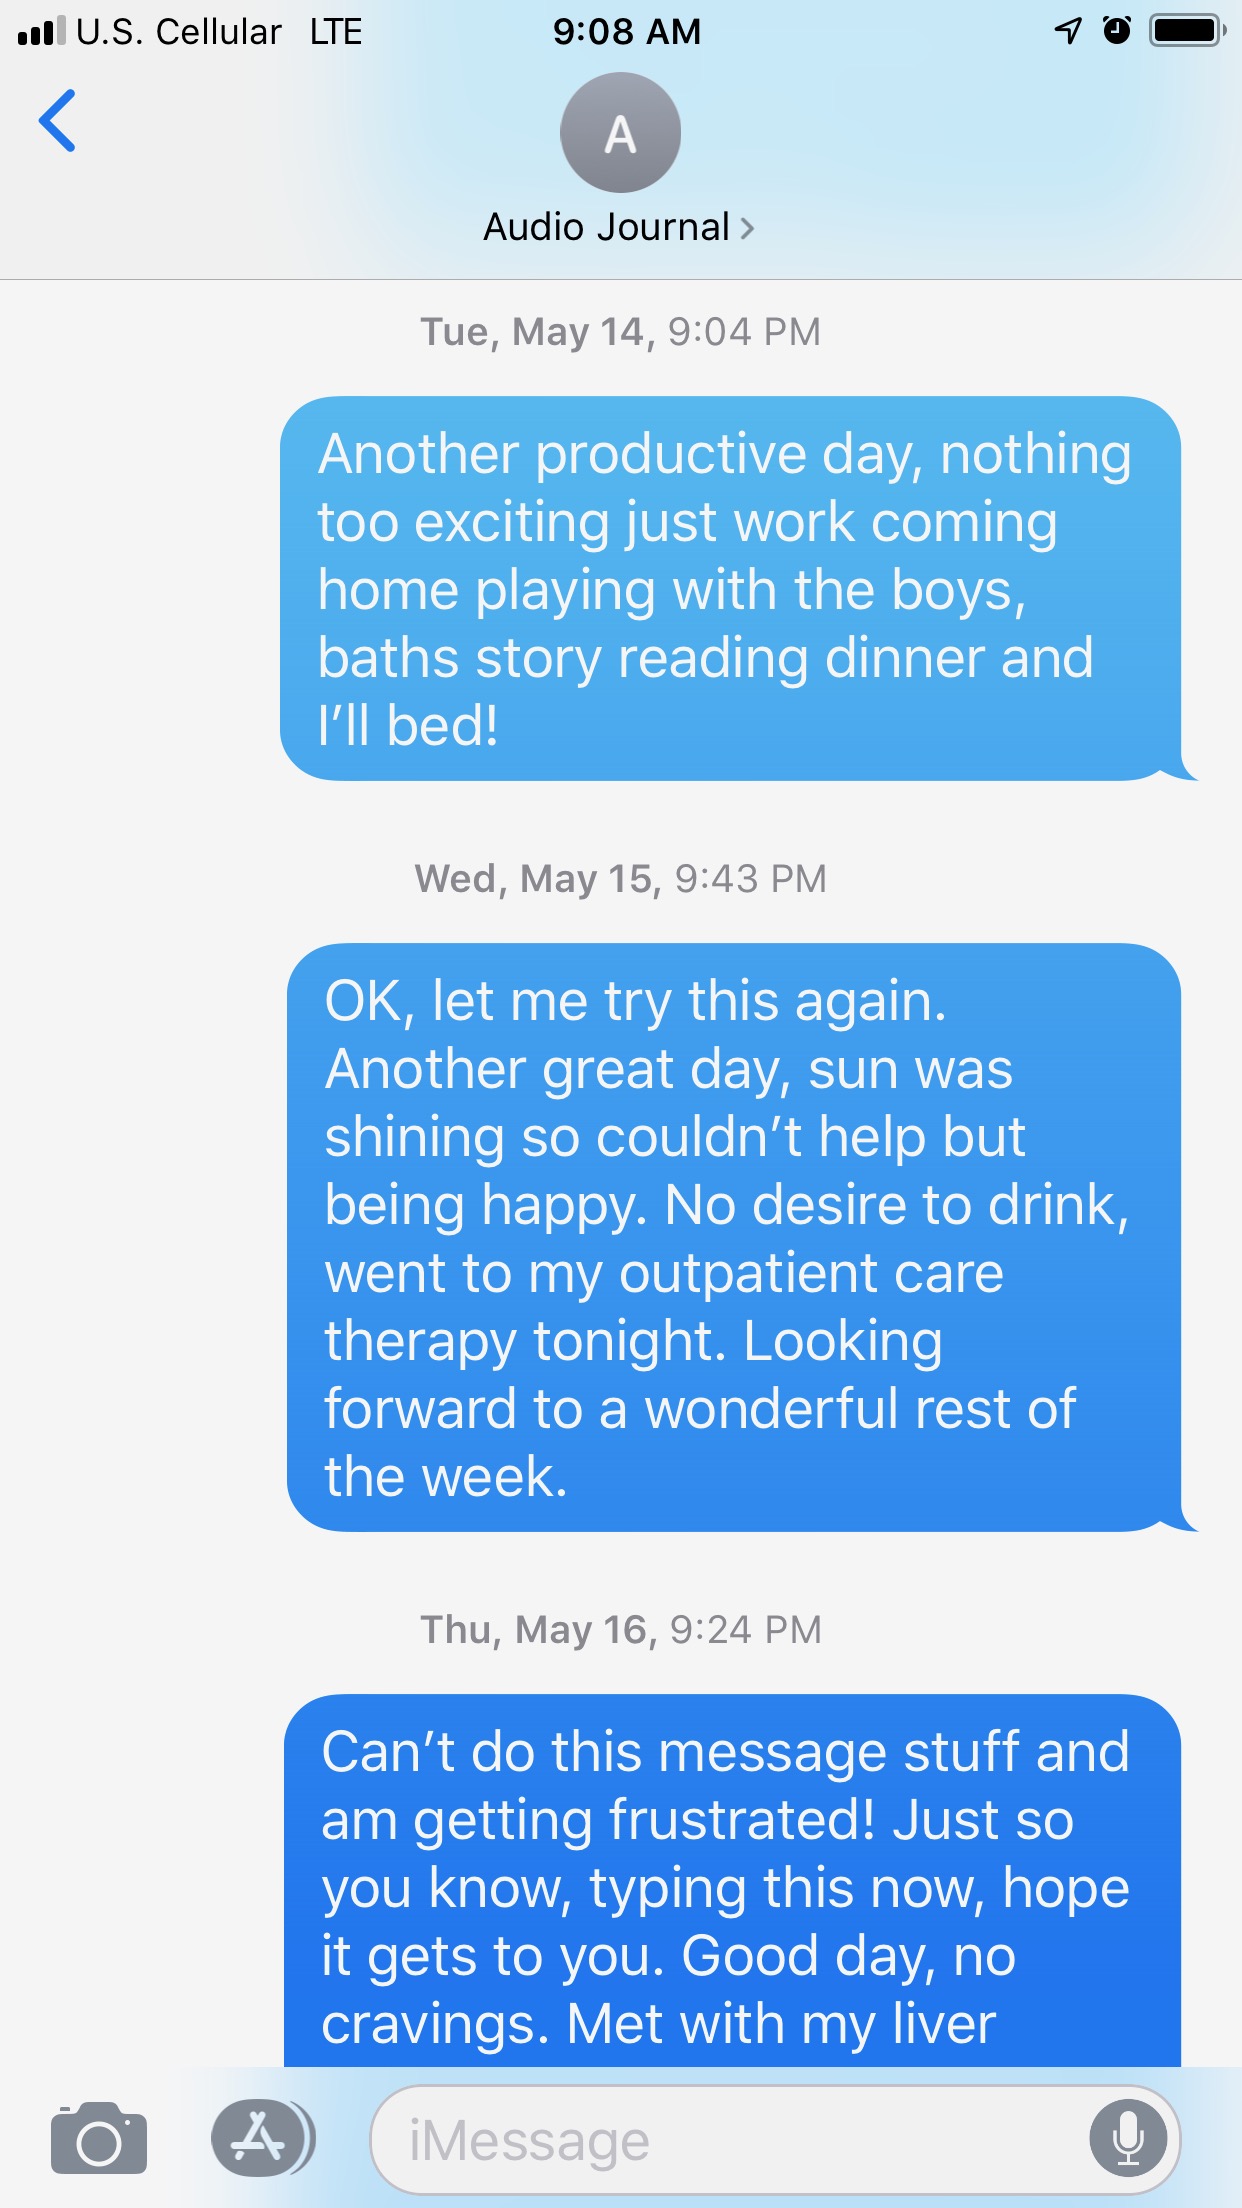 U.S. Cellular LTE 9:08 AM
A
Audio Journal
Tue, May 14, 9:04 PM
Another productive day, nothing
too exciting just work coming
home playing with the boys,
baths story reading dinner and
I’ll bed!
Wed, May 15, 9:43 PM
OK, let me try this again.
Another great day, sun was
shining so couldn’t help but
being happy. No desire to drink,
went to my outpatient care
therapy tonight. Looking
forward to a wonderful rest of
the week.
Thu, May 16, 9:24 PM
Can’t do this message stuff and
am getting frustrated! Just so
you know, typing this now, hope
it gets to you. Good day, no
cravings. Met with my liver
iMessage